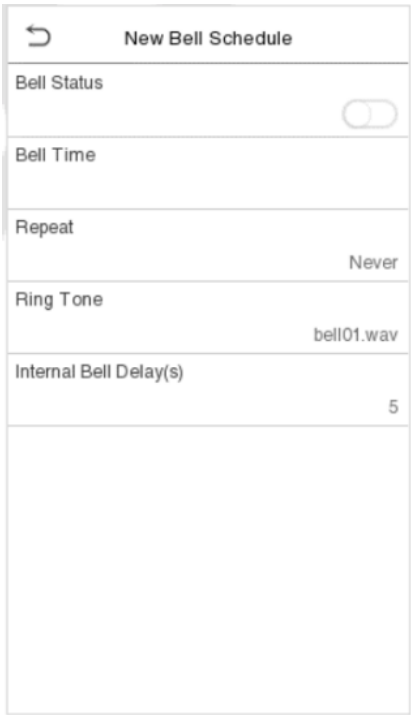 New Bell Schedule
Bell Status
Bell Time
Repeat
Never
Ring Tone
bell01.wav
Internal Bell Delay(s)
5